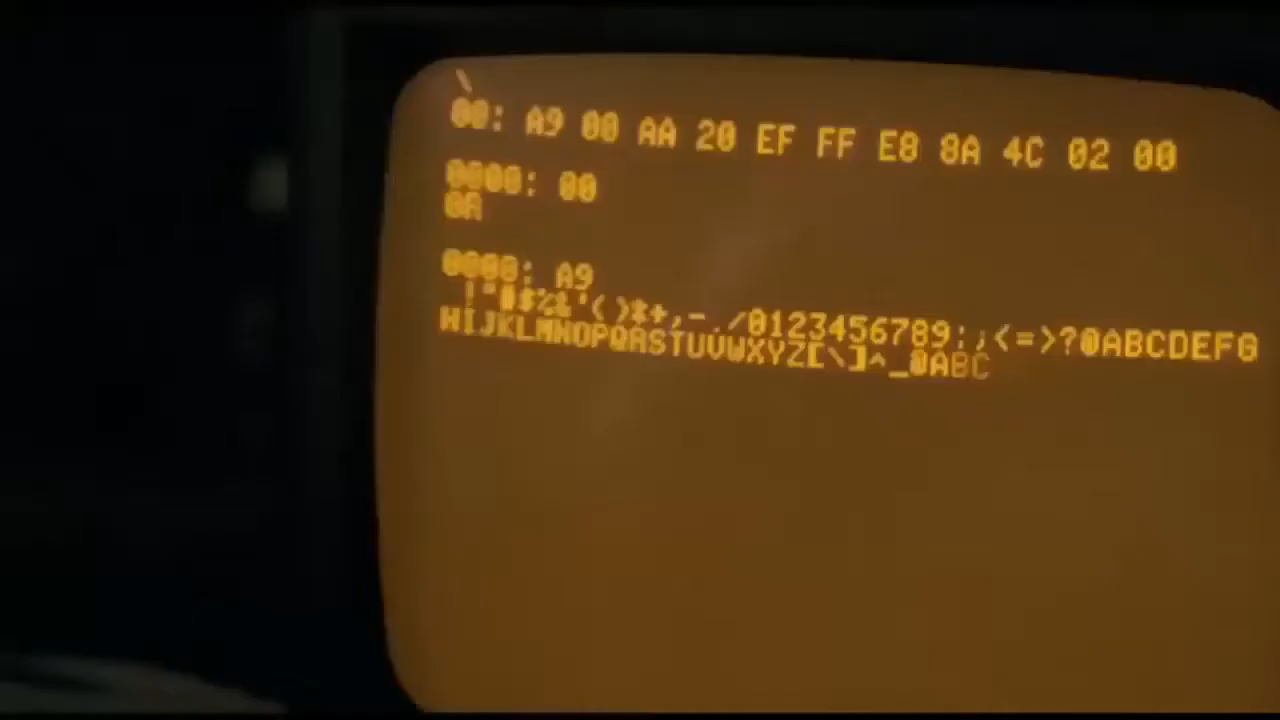 \
00: A9 00 AA 20 EF FF E8 8A 4C 02 00
0000: 00
0R
0000: A9
!"#$%&'()*+,-./0123456789:;<=>?@ABCDEFG
HIJKLMNOPQRSTUVWXYZ[\]^_@ABC